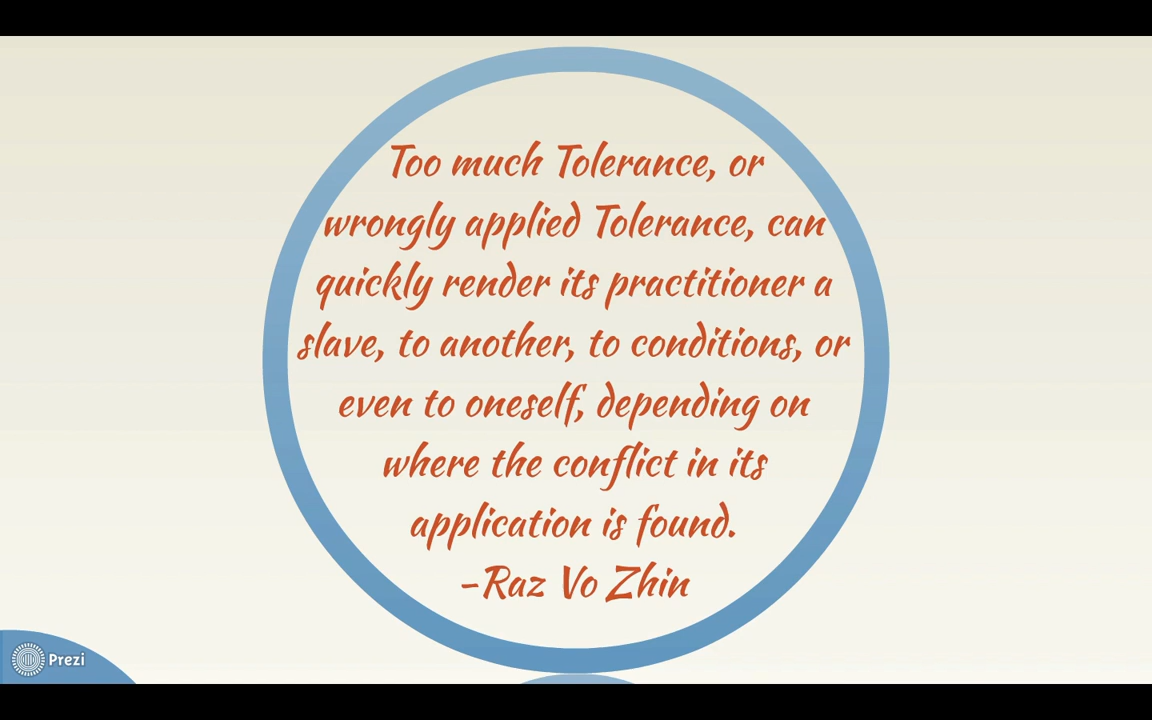 Too much Tolerance, or
wrongly applied Tolerance, can
quickly render its practitioner a
slave, to another, to conditions, or
even to oneself, depending on
where the conflict in its
application is found.
-Raz Vo Zhin
Prezi